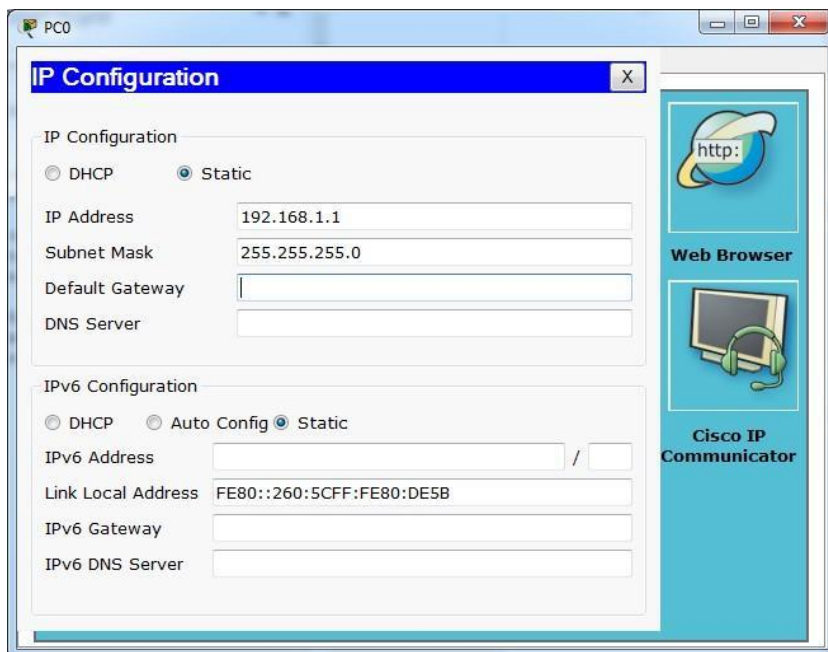 PC0
IP Configuration
X
IP Configuration
DHCP
Static
IP Address
192.168.1.1
Subnet Mask
255.255.255.0
Default Gateway
DNS Server
IPv6 Configuration
DHCP
Auto Config
Static
IPv6 Address
/
Link Local Address
FE80::260:5CFF:FE80:DE5B
IPv6 Gateway
IPv6 DNS Server
http:
Web Browser
Cisco IP
Communicator